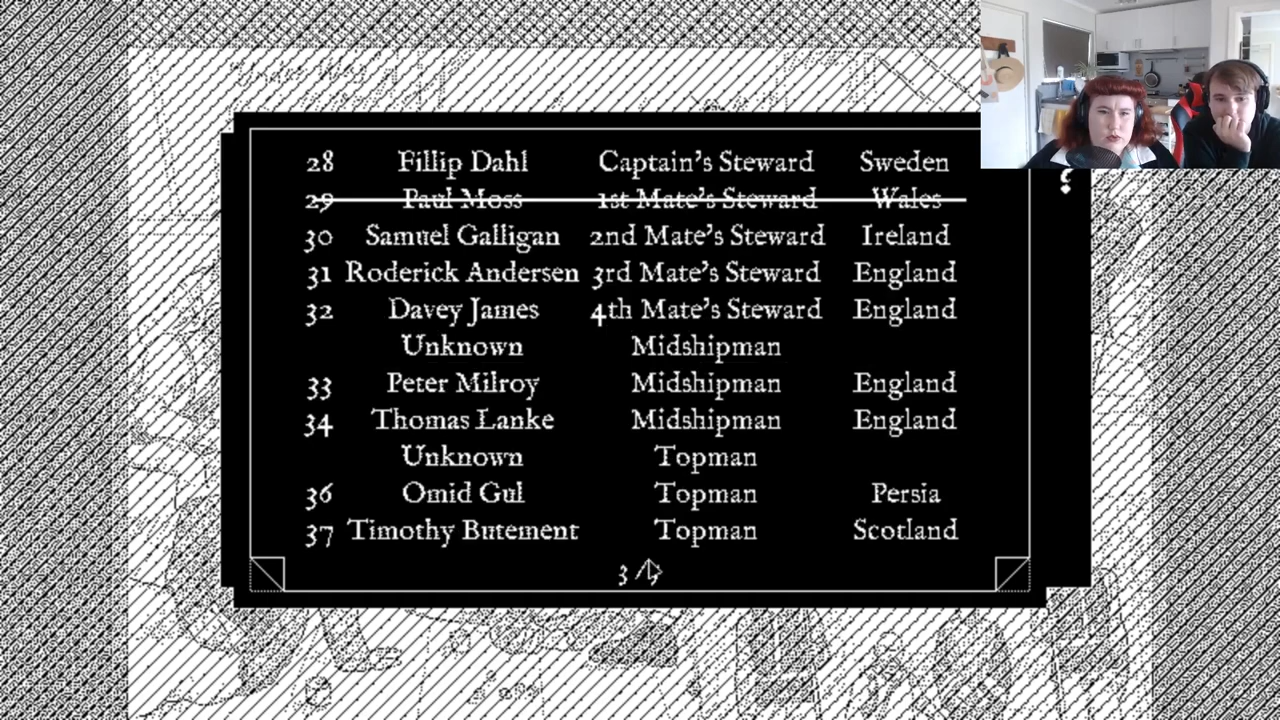 28 Fillip Dahl Captain's Steward Sweden
29 Paul Moss 1st Mate's Steward Wales
30 Samuel Galligan 2nd Mate's Steward Ireland
31 Roderick Andersen 3rd Mate's Steward England
32 Davey James 4th Mate's Steward England
Unknown Midshipman
33 Peter Milroy Midshipman England
34 Thomas Lanke Midshipman England
Unknown Topman
36 Omid Gul Topman Persia
37 Timothy Butement Topman Scotland
3 /
?